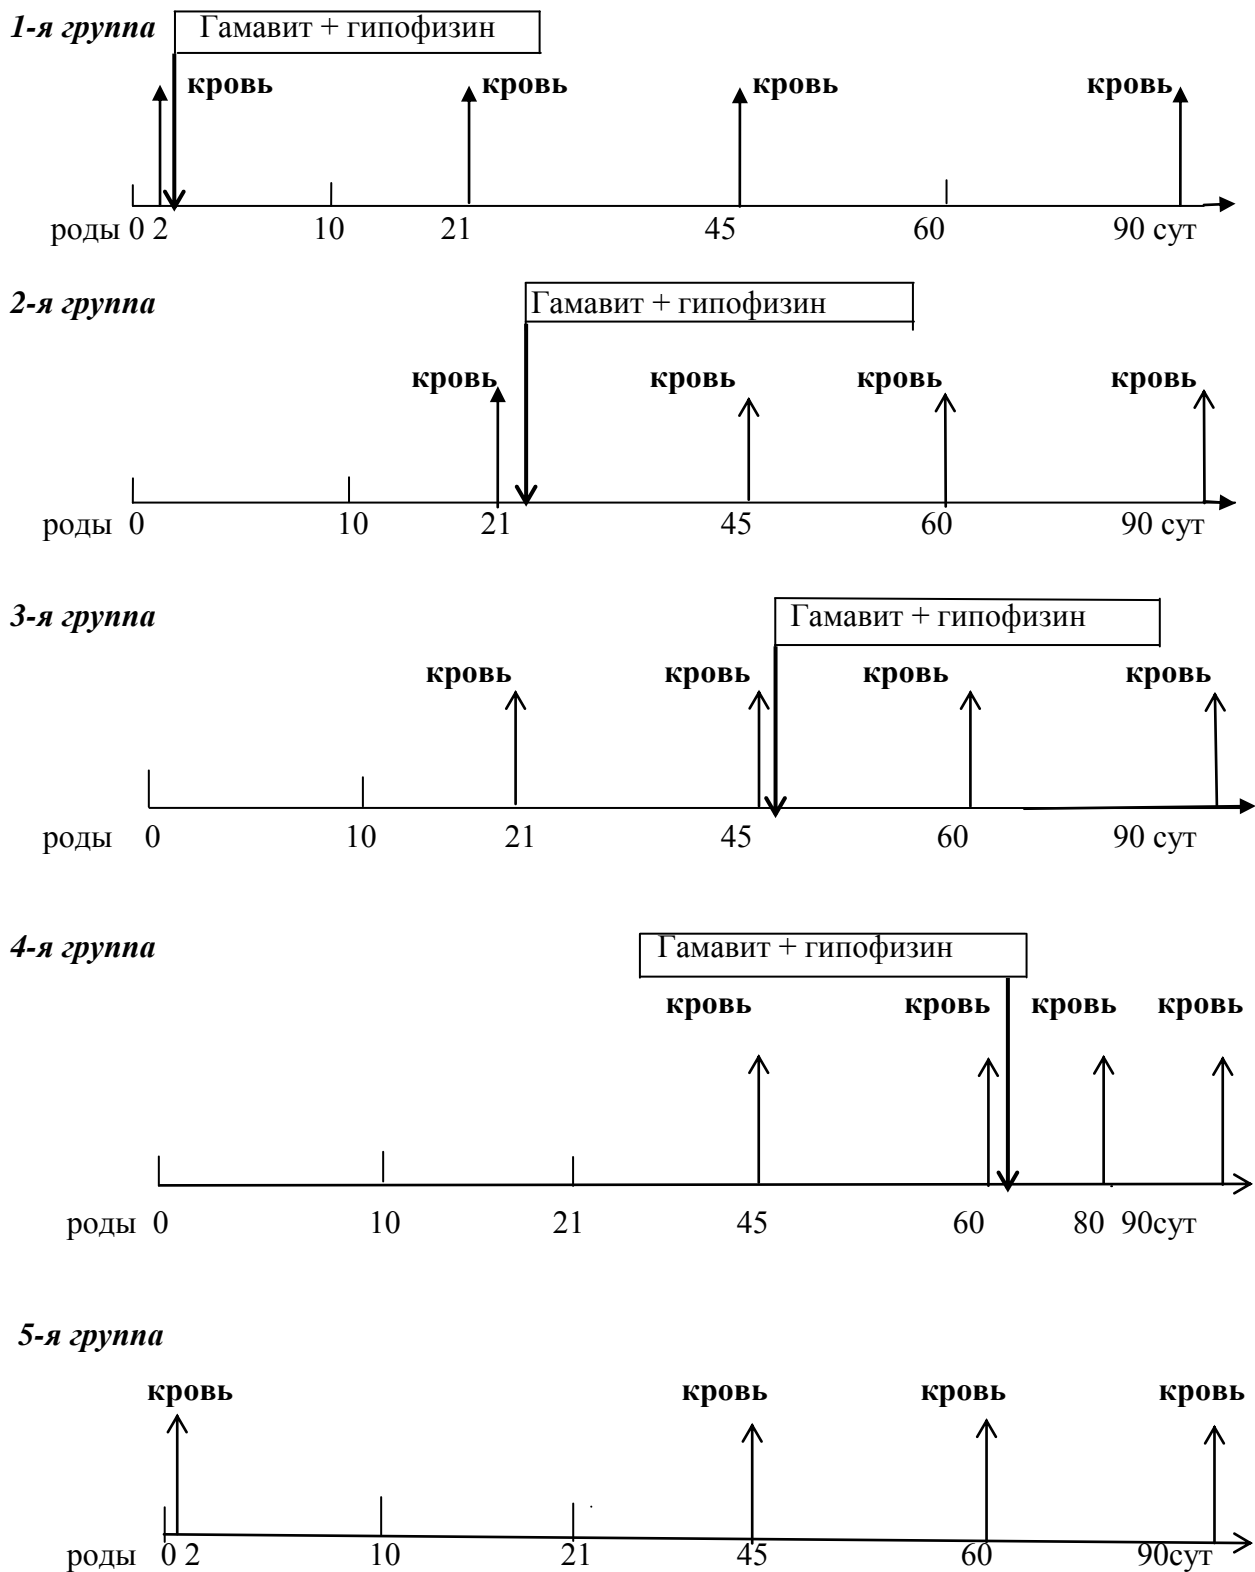 1-я группа Гамавит + гипофизин
кровь кровь кровь кровь
роды 0 2 10 21 45 60 90 сут
2-я группа Гамавит + гипофизин
кровь кровь кровь кровь
роды 0 10 21 45 60 90 сут
3-я группа Гамавит + гипофизин
кровь кровь кровь кровь
роды 0 10 21 45 60 90 сут
4-я группа Гамавит + гипофизин
кровь кровь кровь кровь
роды 0 10 21 45 60 80 90сут
5-я группа
кровь кровь кровь кровь
роды 0 2 10 21 45 60 90сут